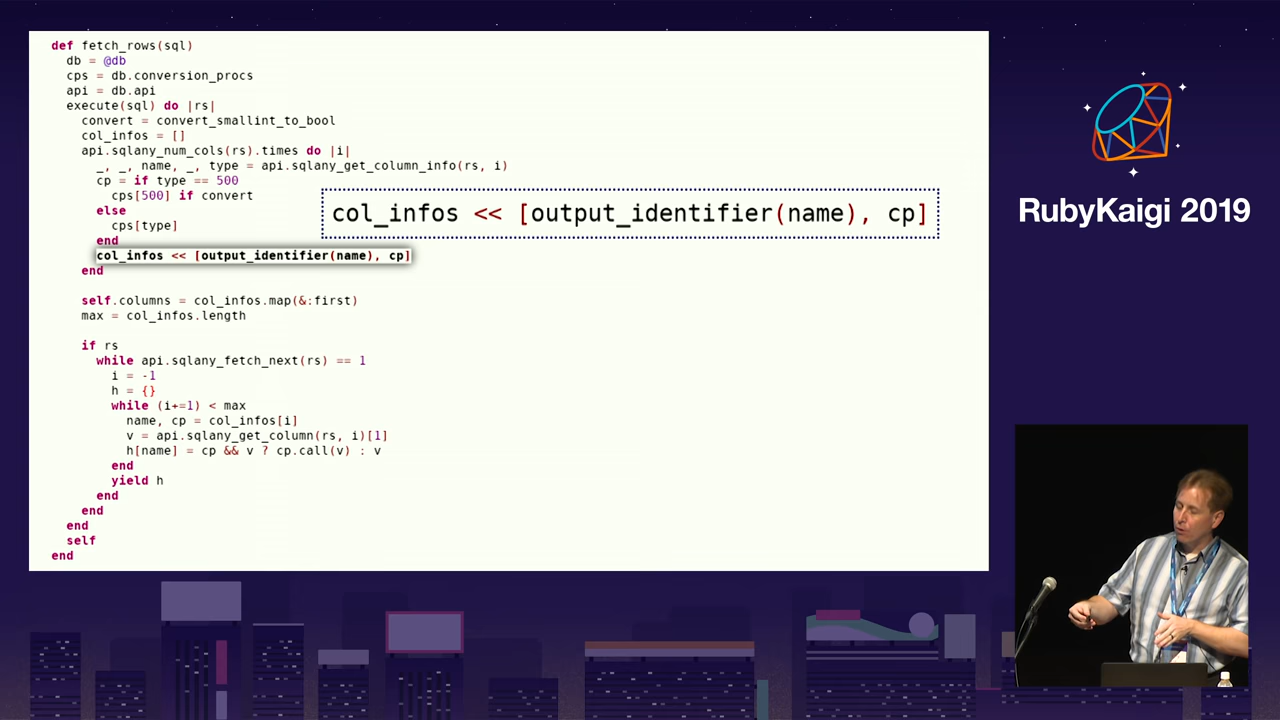 def fetch_rows(sql)
db = @db
cps = db.conversion_procs
api = db.api
execute(sql) do |rs|
convert = convert_smallint_to_bool
col_infos = []
api.sqlany_num_cols(rs).times do |i|
_, _, name, _, type = api.sqlany_get_column_info(rs, i)
cp = if type == 500
cps[500] if convert
else
cps[type]
end
col_infos << [output_identifier(name), cp]
end
self.columns = col_infos.map(&:first)
max = col_infos.length
if rs
while api.sqlany_fetch_next(rs) == 1
i = -1
h = {}
while (i+=1) < max
name, cp = col_infos[i]
v = api.sqlany_get_column(rs, i)[1]
h[name] = cp && v ? cp.call(v) : v
end
yield h
end
end
end
self
end
col_infos << [output_identifier(name), cp]
RubyKaigi 2019